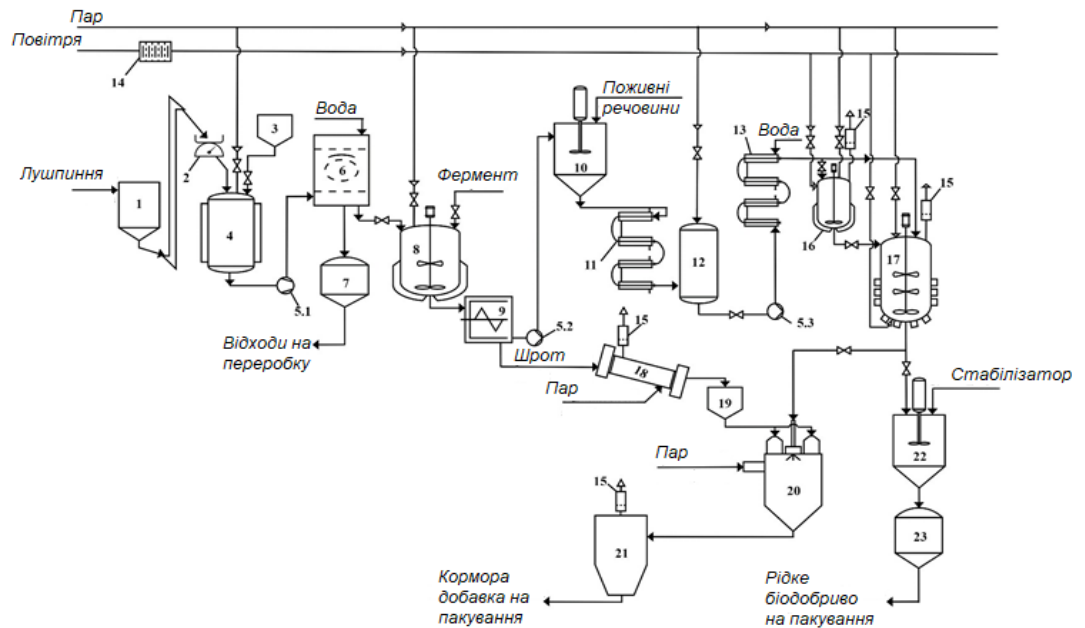 Пар
Повітря
14
Лушпиння
1
2
3
4
5.1
Вода
6
7
Відходи на
переробку
Фермент
8
9
5.2
Шрот
Поживні
речовини
10
11
12
5.3
13
Вода
15
16
15
17
15
18
Пар
19
Пар
20
15
21
Кормора
добавка на
пакування
Стабілізатор
22
23
Рідке
біодобриво
на пакування